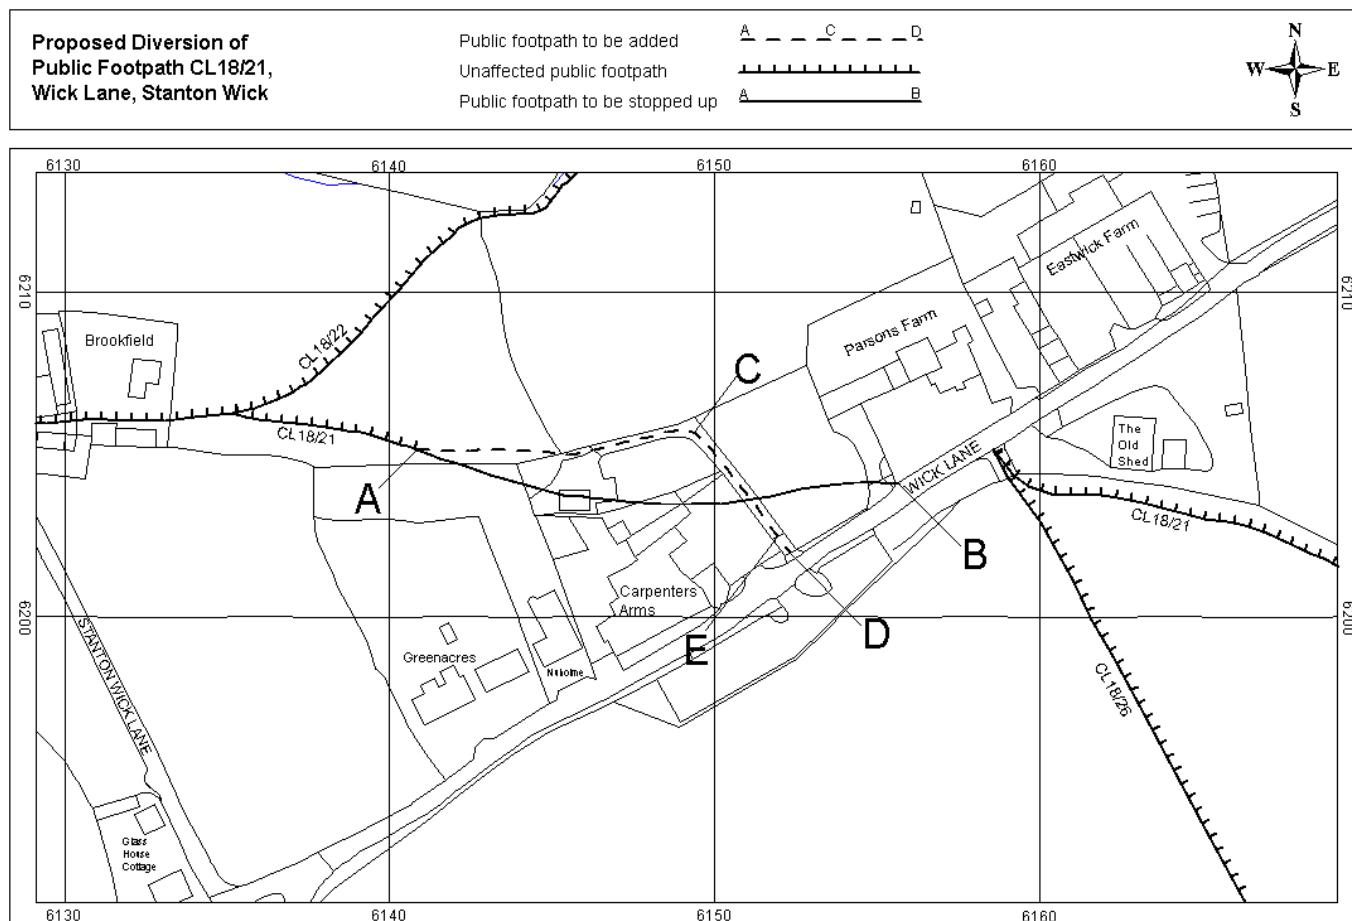 Proposed Diversion of
Public Footpath CL18/21,
Wick Lane, Stanton Wick
Public footpath to be added
A C D
Unaffected public footpath
Public footpath to be stopped up
A B
N
W E
S
6130 6140 6150 6160
6210 6210
Eastwick Farm
Parsons Farm
Brookfield
CL18/22
C
CL18/21
The
Old
Shed
WICK LANE
A
CL18/21
B
Carpenters
Arms
D
E
6200 6200
STANTON WICK LANE
Greenacres
Nuholme
CL18/26
Glass
House
Cottage
6130 6140 6150 6160